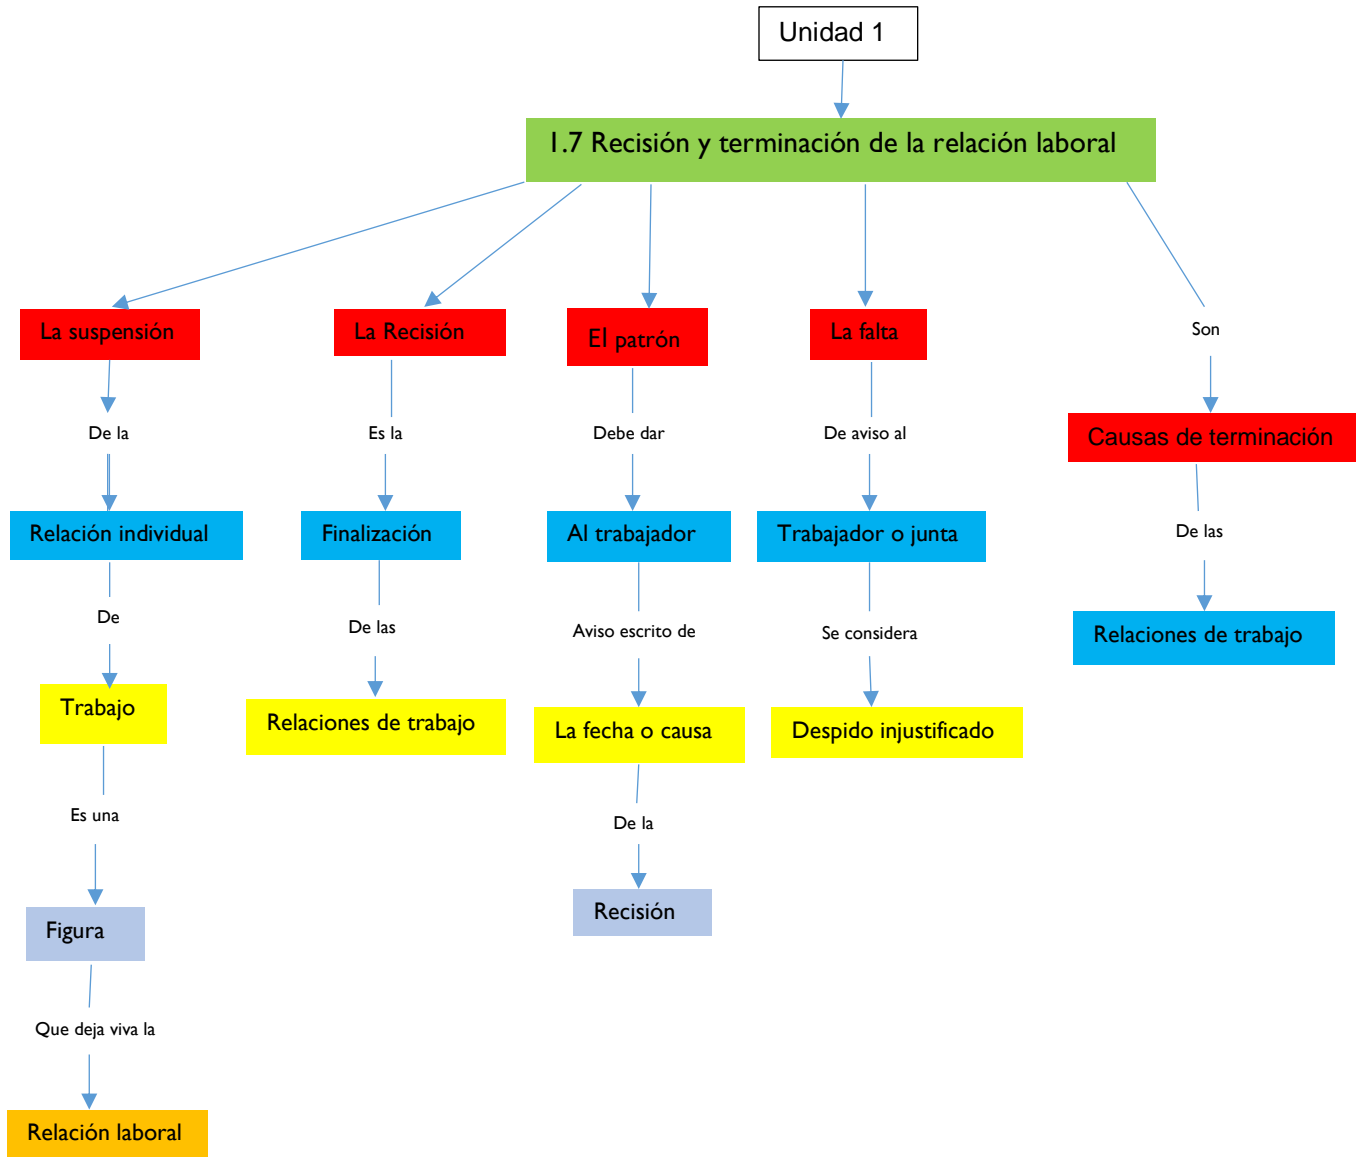 Unidad 1
1.7 Recisión y terminación de la relación laboral
La suspensión
La Recisión
El patrón
La falta
Son
De la
Es la
Debe dar
De aviso al
Causas de terminación
Relación individual
Finalización
Al trabajador
Trabajador o junta
De las
De
De las
Aviso escrito de
Se considera
Relaciones de trabajo
Trabajo
Relaciones de trabajo
La fecha o causa
Despido injustificado
Es una
De la
Figura
Recisión
Que deja viva la
Relación laboral